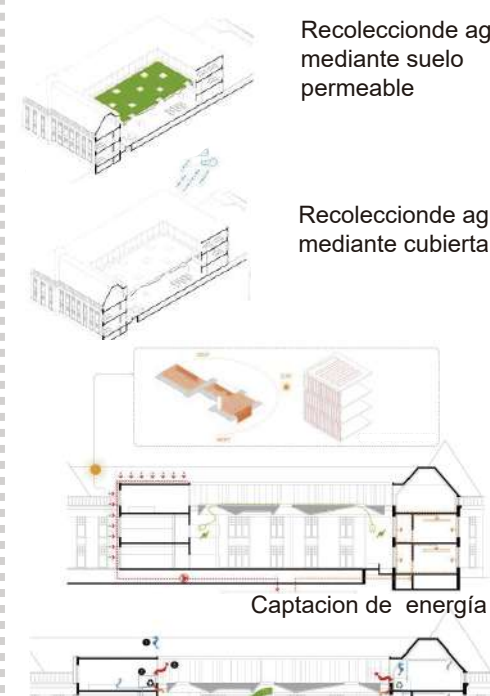 Recoleccionde ag
mediante suelo
permeable
Recoleccionde ag
mediante cubierta
Captacion de energía